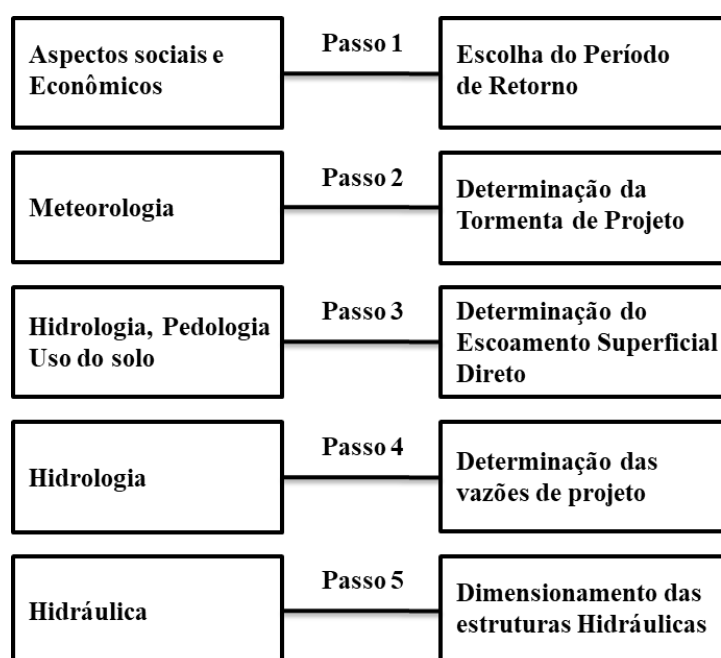 Aspectos sociais e
Econômicos
Passo 1
Escolha do Período
de Retorno
Meteorologia
Passo 2
Determinação da
Tormenta de Projeto
Hidrologia, Pedologia
Uso do solo
Passo 3
Determinação do
Escoamento Superficial
Direto
Hidrologia
Passo 4
Determinação das
vazões de projeto
Hidráulica
Passo 5
Dimensionamento das
estruturas Hidráulicas